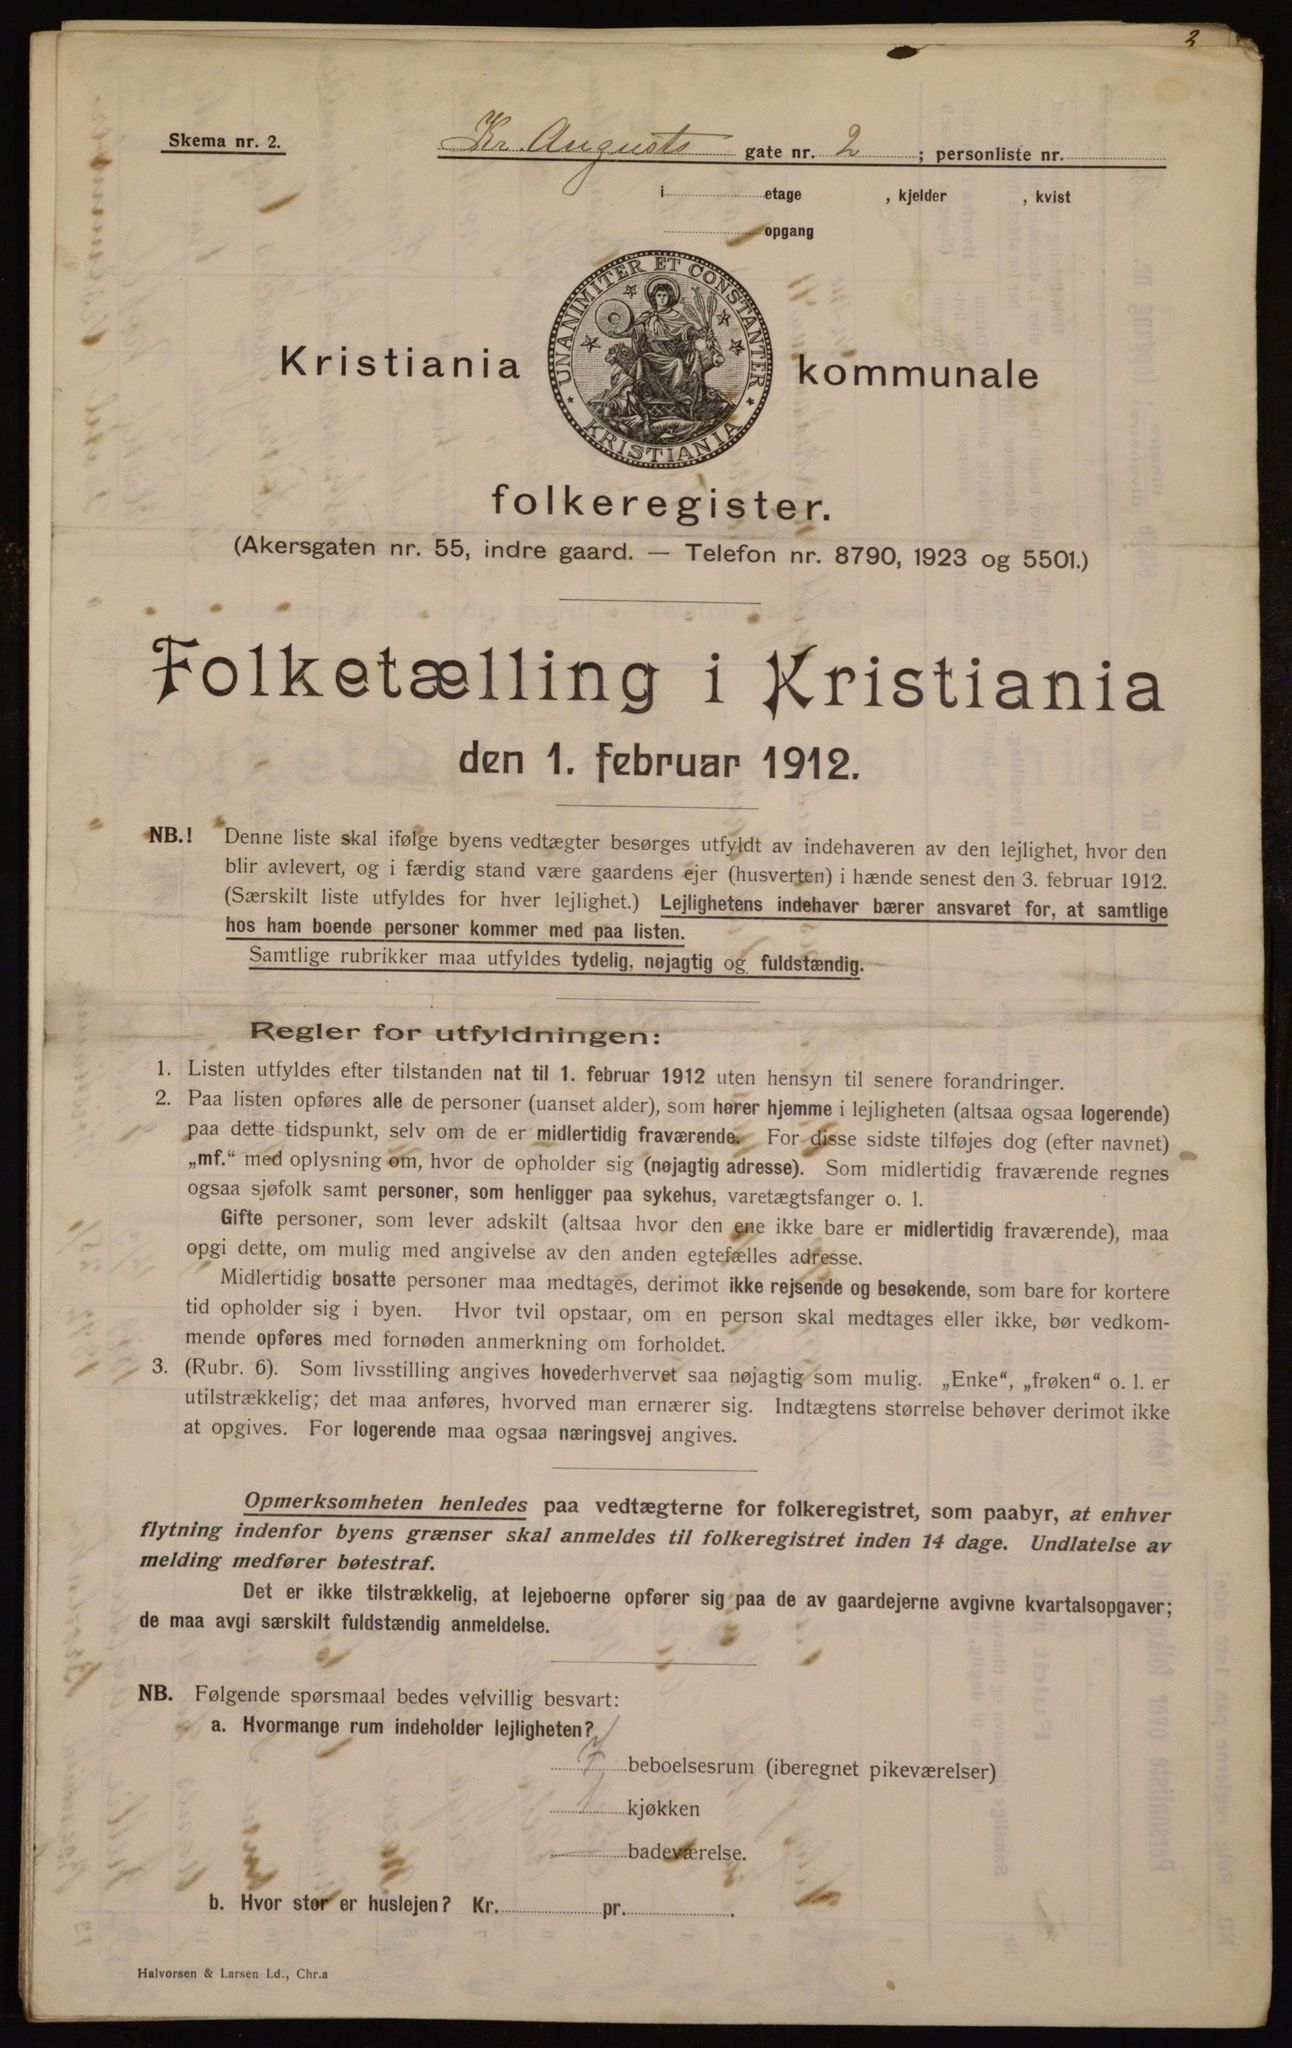 2
Skema nr. 2.
Kr. Augusts gate nr. 2 ; personliste nr.
i etage , kjelder , kvist
opgang
UNANIMITER ET CONSTANTER
KRISTIANIA
Kristiania kommunale
folkeregister.
(Akersgaten nr. 55, indre gaard. — Telefon nr. 8790, 1923 og 5501.)
Folketælling i Kristiania
den 1. februar 1912.
NB.! Denne liste skal ifølge byens vedtægter besørges utfyldt av indehaveren av den lejlighet, hvor den
blir avlevert, og i færdig stand være gaardens ejer (husverten) i hænde senest den 3. februar 1912.
(Særskilt liste utfyldes for hver lejlighet.) Lejlighetens indehaver bærer ansvaret for, at samtlige
hos ham boende personer kommer med paa listen.
Samtlige rubrikker maa utfyldes tydelig, nøjagtig og fuldstændig.
Regler for utfyldningen:
1. Listen utfyldes efter tilstanden nat til 1. februar 1912 uten hensyn til senere forandringer.
2. Paa listen opføres alle de personer (uanset alder), som hører hjemme i lejligheten (altsaa ogsaa logerende)
paa dette tidspunkt, selv om de er midlertidig fraværende. For disse sidste tilføjes dog (efter navnet)
„mf.“ med oplysning om, hvor de opholder sig (nøjagtig adresse). Som midlertidig fraværende regnes
ogsaa sjøfolk samt personer, som henligger paa sykehus, varetægtsfanger o. l.
Gifte personer, som lever adskilt (altsaa hvor den ene ikke bare er midlertidig fraværende), maa
opgi dette, om mulig med angivelse av den anden egtefælles adresse.
Midlertidig bosatte personer maa medtages, derimot ikke rejsende og besøkende, som bare for kortere
tid opholder sig i byen. Hvor tvil opstaar, om en person skal medtages eller ikke, bør vedkom-
mende opføres med fornøden anmerkning om forholdet.
3. (Rubr. 6). Som livsstilling angives hovederhvervet saa nøjagtig som mulig. „Enke“, „frøken“ o. l. er
utilstrækkelig; det maa anføres, hvorved man ernærer sig. Indtægtens størrelse behøver derimot ikke
at opgives. For logerende maa ogsaa næringsvej angives.
Opmerksomheten henledes paa vedtægterne for folkeregistret, som paabyr, at enhver
flytning indenfor byens grænser skal anmeldes til folkeregistret inden 14 dage. Undlatelse av
melding medfører bøtestraf.
Det er ikke tilstrækkelig, at lejeboerne opfører sig paa de av gaardejerne avgivne kvartalsopgaver;
de maa avgi særskilt fuldstændig anmeldelse.
NB. Følgende spørsmaal bedes velvillig besvart:
a. Hvormange rum indeholder lejligheten?
7 beboelsesrum (iberegnet pikeværelser)
1 kjøkken
badeværelse.
b. Hvor stor er huslejen? Kr. pr. .
Halvorsen & Larsen Ld., Chr.a